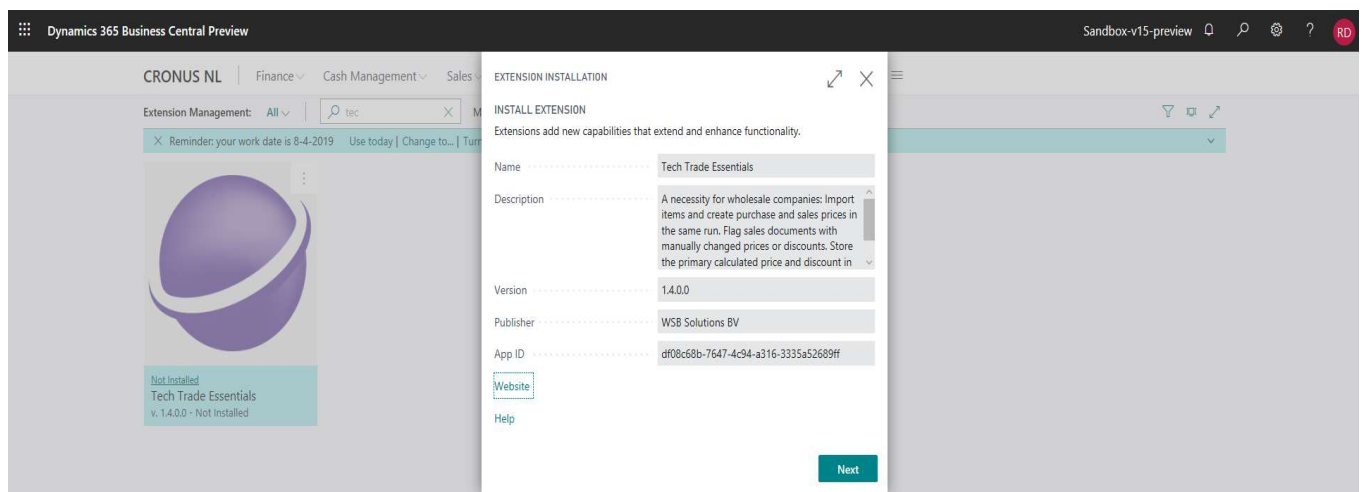 Dynamics 365 Business Central Preview
Sandbox-v15-preview
?
RD
CRONUS NL
Finance
Cash Management
Sales
Extension Management: All
tec
M
Reminder: your work date is 8-4-2019 Use today | Change to... | Turn
Not Installed
Tech Trade Essentials
v. 1.4.0.0 - Not Installed
EXTENSION INSTALLATION
INSTALL EXTENSION
Extensions add new capabilities that extend and enhance functionality.
Name Tech Trade Essentials
Description A necessity for wholesale companies: Import
items and create purchase and sales prices in
the same run. Flag sales documents with
manually changed prices or discounts. Store
the primary calculated price and discount in
Version 1.4.0.0
Publisher WSB Solutions BV
App ID df08c68b-7647-4c94-a316-3335a52689ff
Website
Help
Next